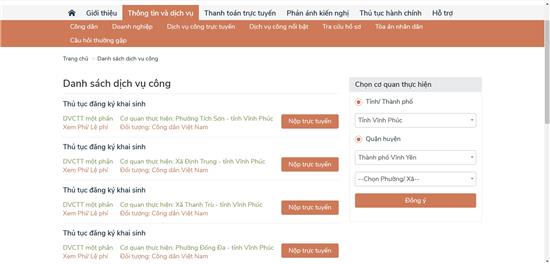 Giới thiệu Thông tin và dịch vụ Thanh toán trực tuyến Phản ánh kiến nghị Thủ tục hành chính Hỗ trợ
Công dân Doanh nghiệp Dịch vụ công trực tuyến Dịch vụ công nổi bật Tra cứu hồ sơ Tòa án nhân dân
Câu hỏi thường gặp
Trang chủ > Danh sách dịch vụ công
Danh sách dịch vụ công
Thủ tục đăng ký khai sinh
DVCTT một phần Cơ quan thực hiện: Phường Tích Sơn - tỉnh Vĩnh Phúc
Xem Phí/ Lệ phí Đối tượng: Công dân Việt Nam
Nộp trực tuyến
Thủ tục đăng ký khai sinh
DVCTT một phần Cơ quan thực hiện: Xã Định Trung - tỉnh Vĩnh Phúc
Xem Phí/ Lệ phí Đối tượng: Công dân Việt Nam
Nộp trực tuyến
Thủ tục đăng ký khai sinh
DVCTT một phần Cơ quan thực hiện: Xã Thanh Trù - tỉnh Vĩnh Phúc
Xem Phí/ Lệ phí Đối tượng: Công dân Việt Nam
Nộp trực tuyến
Thủ tục đăng ký khai sinh
DVCTT một phần Cơ quan thực hiện: Phường Đống Đa - tỉnh Vĩnh Phúc
Xem Phí/ Lệ phí Đối tượng: Công dân Việt Nam
Nộp trực tuyến
Chọn cơ quan thực hiện
Tỉnh/ Thành phố
Tỉnh Vĩnh Phúc
Quận huyện
Thành phố Vĩnh Yên
--Chọn Phường/ Xã--
Đồng ý